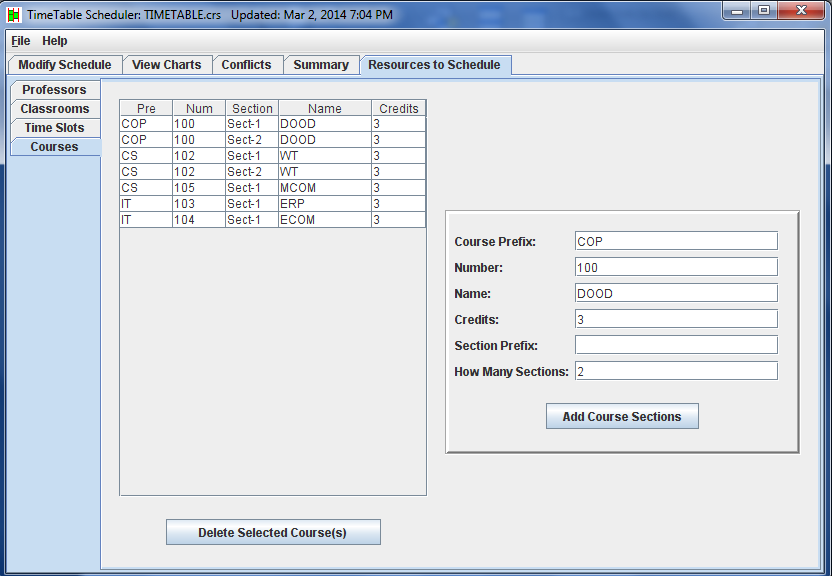 TimeTable Scheduler: TIMETABLE.crs Updated: Mar 2, 2014 7:04 PM
File Help
Modify Schedule View Charts Conflicts Summary Resources to Schedule
Professors
Classrooms
Time Slots
Courses
Pre Num Section Name Credits
COP 100 Sect-1 DOOD 3
COP 100 Sect-2 DOOD 3
CS 102 Sect-1 WT 3
CS 102 Sect-2 WT 3
CS 105 Sect-1 MCOM 3
IT 103 Sect-1 ERP 3
IT 104 Sect-1 ECOM 3
Course Prefix: COP
Number: 100
Name: DOOD
Credits: 3
Section Prefix:
How Many Sections: 2
Add Course Sections
Delete Selected Course(s)